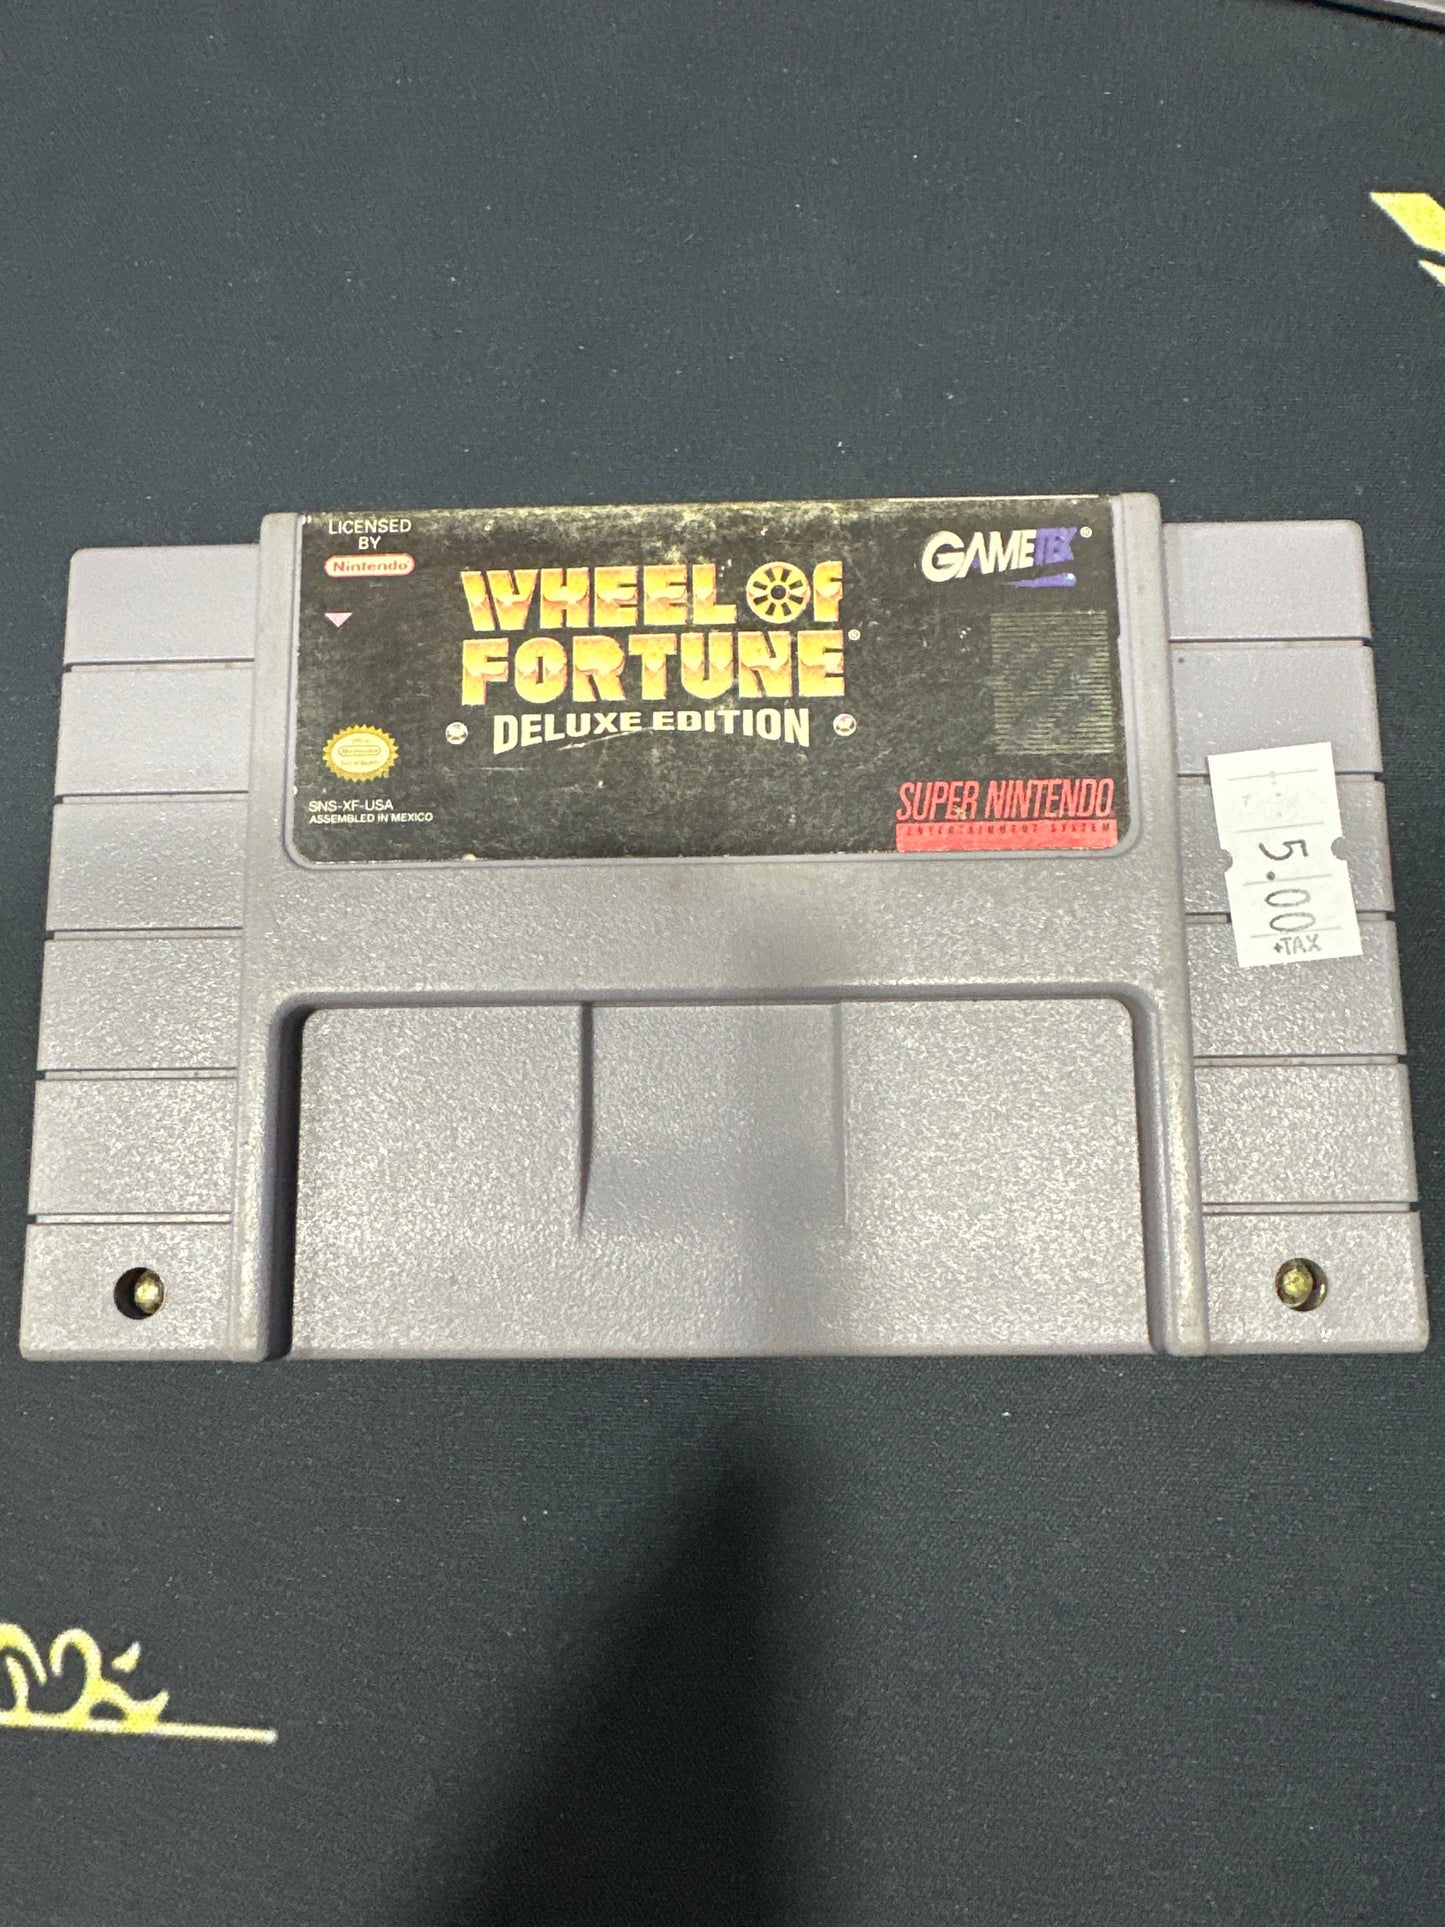 LICENSED
BY
Nintendo®
WHEEL OF
FORTUNE®
DELUXE EDITION
GAMETEK®
Nintendo
SNS-XF-USA
ASSEMBLED IN MEXICO
SUPER NINTENDO
ENTERTAINMENT SYSTEM
5.00
+TAX